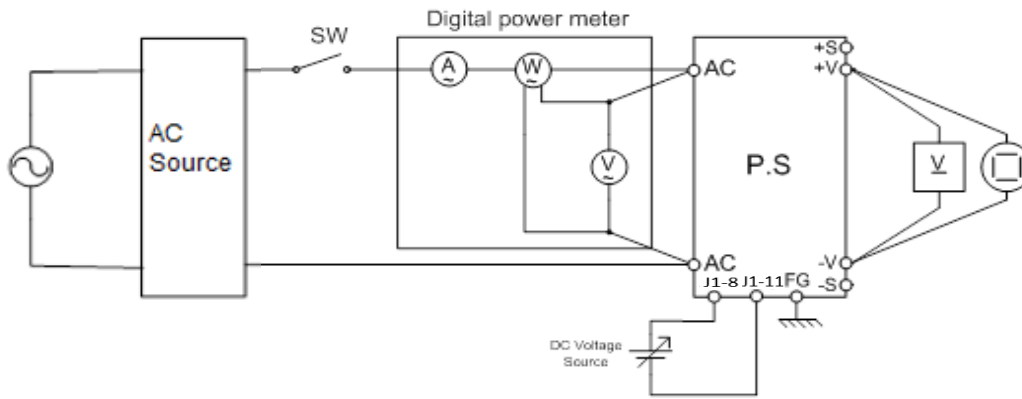 Digital power meter
SW
A
W
V
AC
Source
AC
P.S
AC
+S
+V
V
-V
-S
J1-8 J1-11 FG
DC Voltage
Source